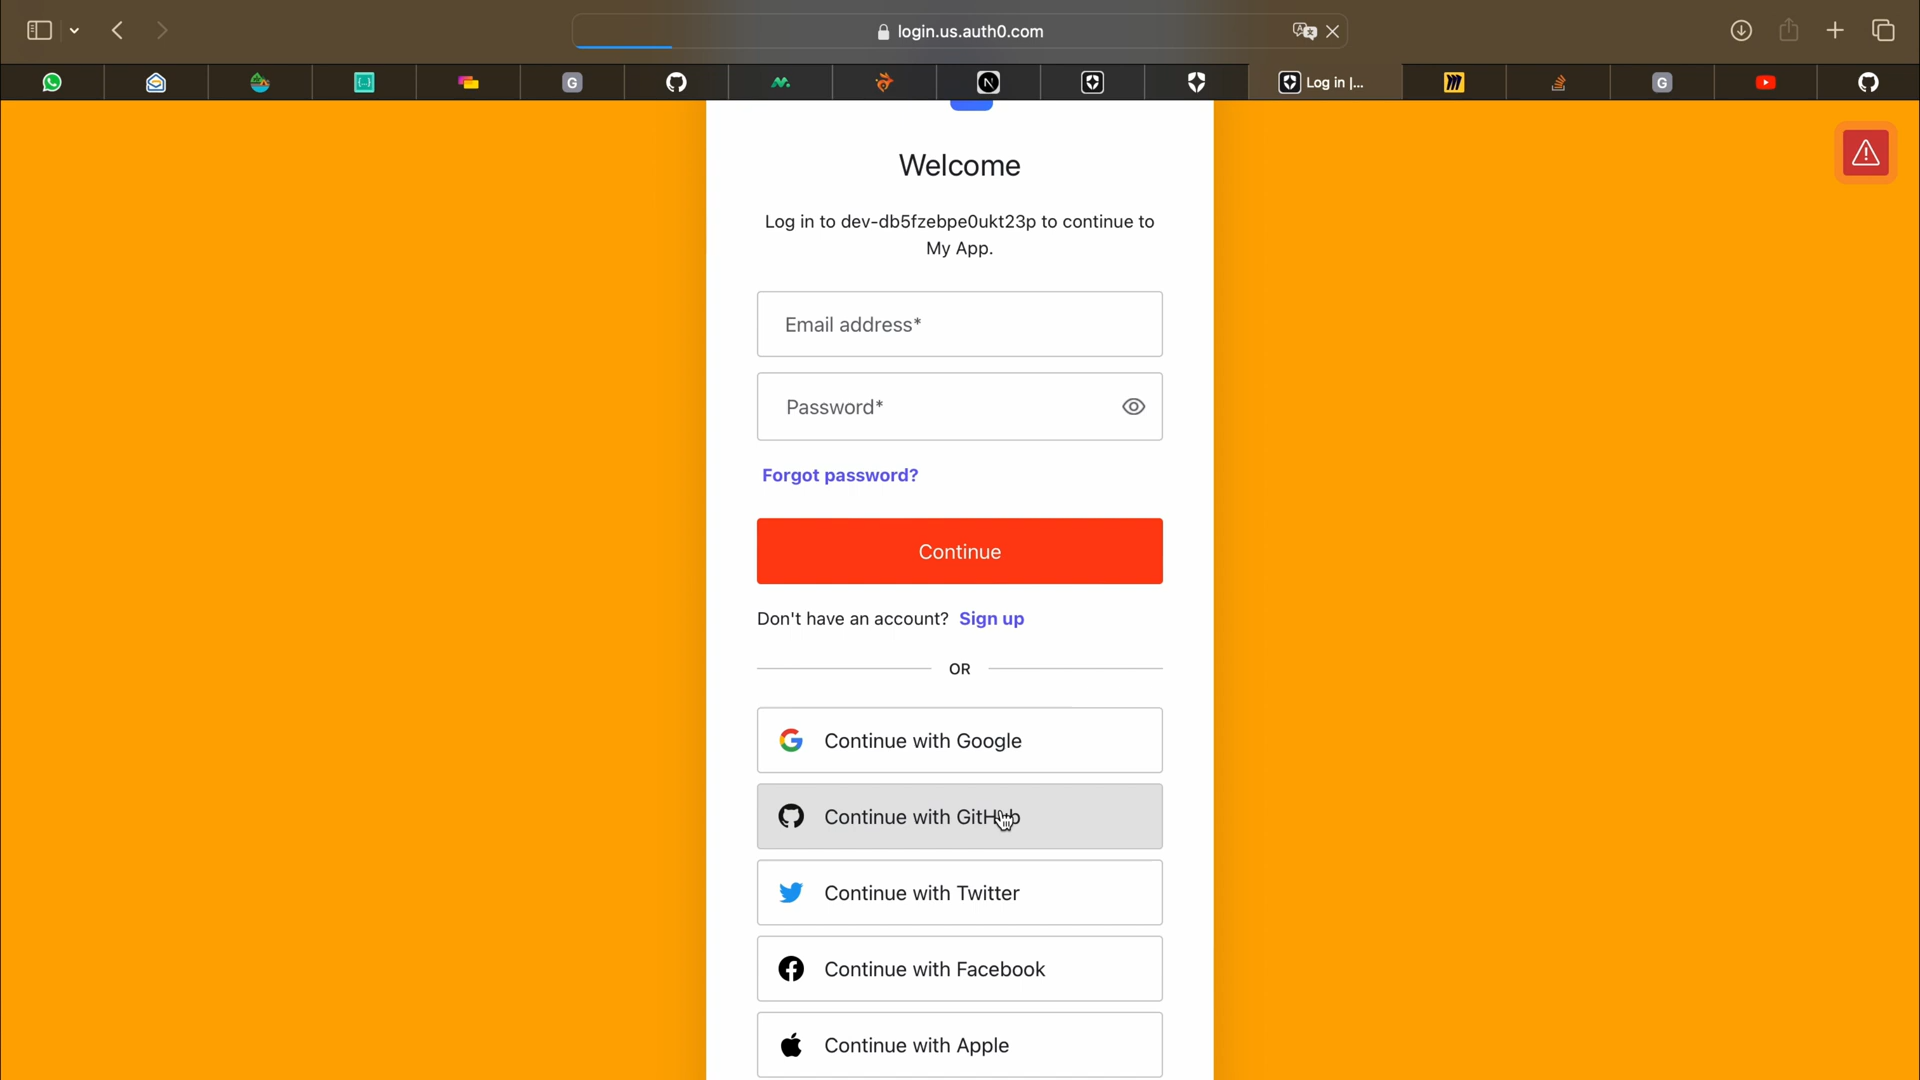 login.us.auth0.com
G
N
Log in |...
G
Welcome
Log in to dev-db5fzebpe0ukt23p to continue to
My App.
Email address*
Password*
Forgot password?
Continue
Don't have an account? Sign up
OR
Continue with Google
Continue with GitHub
Continue with Twitter
Continue with Facebook
Continue with Apple